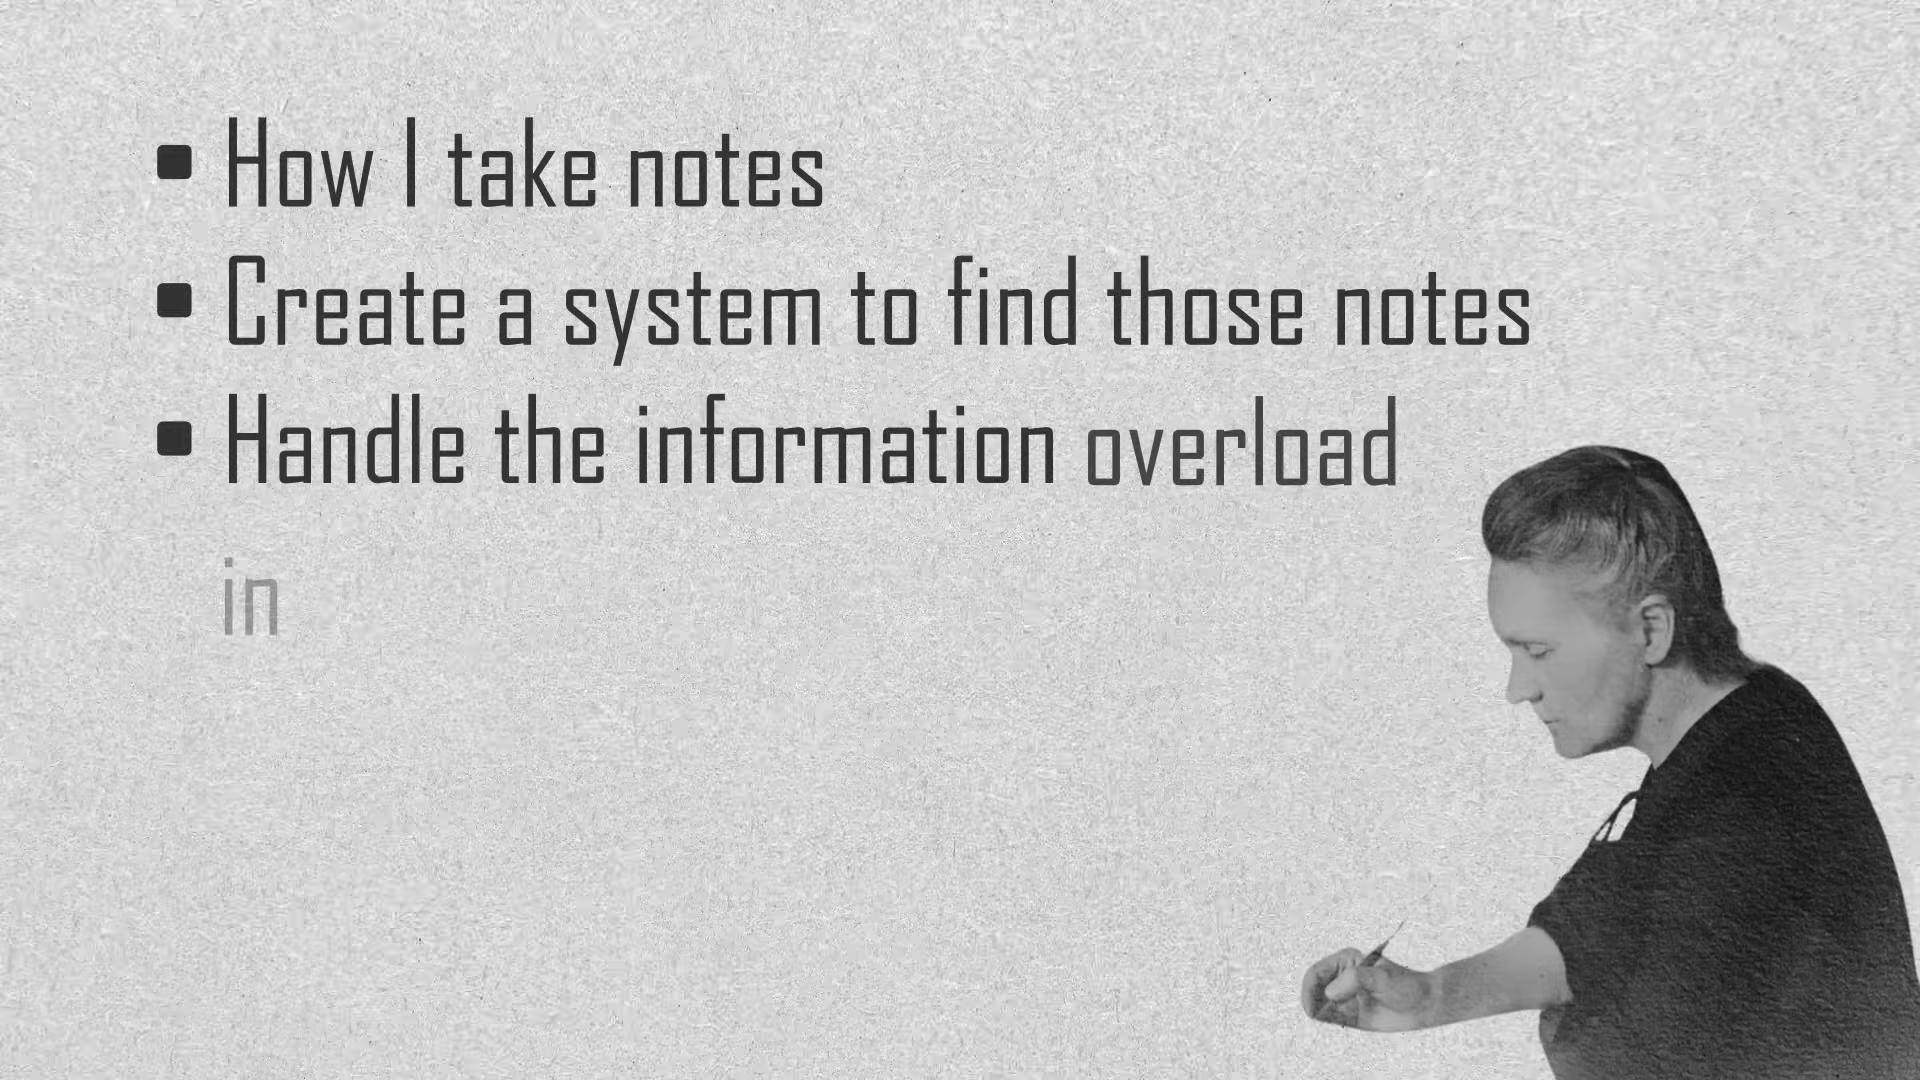 How I take notes
Create a system to find those notes
Handle the information overload
in